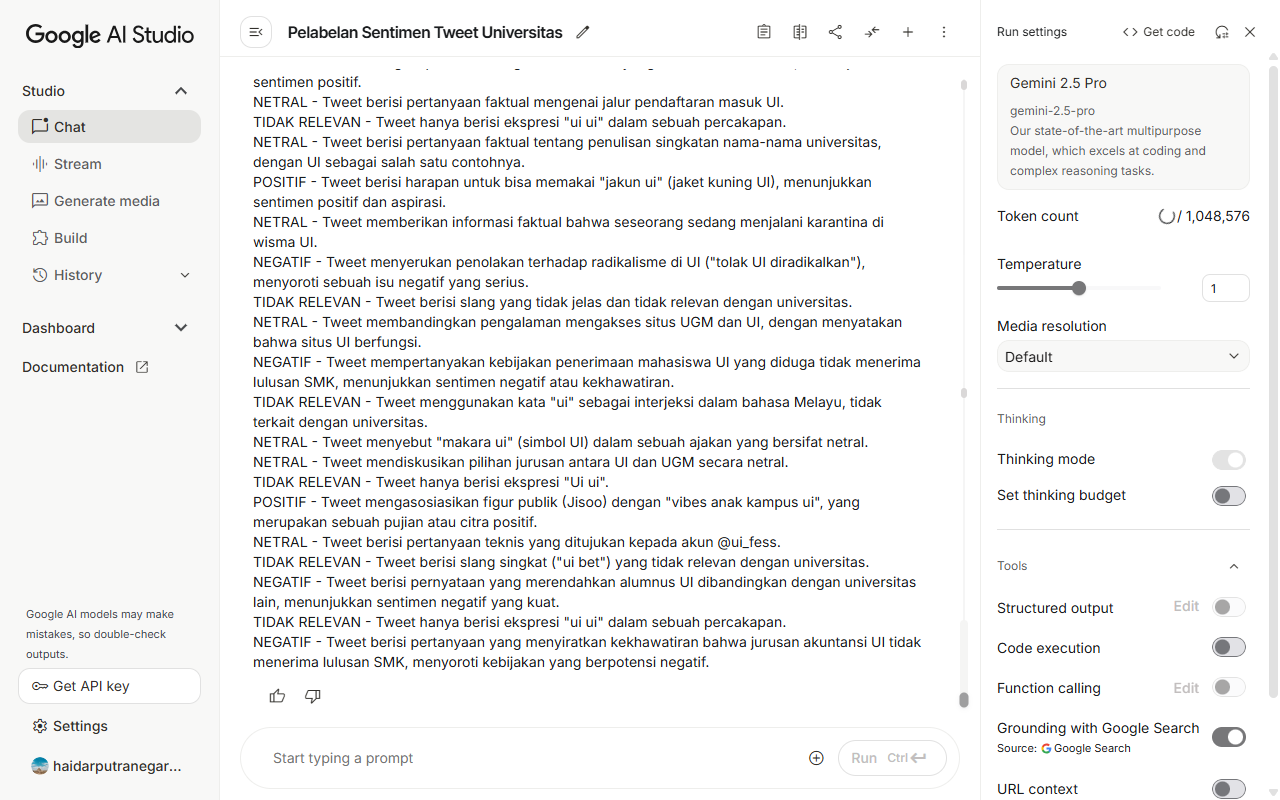 Google AI Studio
Studio
Chat
Stream
Generate media
Build
History
Dashboard
Documentation
Google AI models may make
mistakes, so double-check
outputs.
Get API key
Settings
haidarputranegar...
Pelabelan Sentimen Tweet Universitas
sentimen positif.
NETRAL - Tweet berisi pertanyaan faktual mengenai jalur pendaftaran masuk UI.
TIDAK RELEVAN - Tweet hanya berisi ekspresi "ui ui" dalam sebuah percakapan.
NETRAL - Tweet berisi pertanyaan faktual tentang penulisan singkatan nama-nama universitas,
dengan UI sebagai salah satu contohnya.
POSITIF - Tweet berisi harapan untuk bisa memakai "jakun ui" (jaket kuning UI), menunjukkan
sentimen positif dan aspirasi.
NETRAL - Tweet memberikan informasi faktual bahwa seseorang sedang menjalani karantina di
wisma UI.
NEGATIF - Tweet menyerukan penolakan terhadap radikalisme di UI ("tolak UI diradikalkan"),
menyoroti sebuah isu negatif yang serius.
TIDAK RELEVAN - Tweet berisi slang yang tidak jelas dan tidak relevan dengan universitas.
NETRAL - Tweet membandingkan pengalaman mengakses situs UGM dan UI, dengan menyatakan
bahwa situs UI berfungsi.
NEGATIF - Tweet mempertanyakan kebijakan penerimaan mahasiswa UI yang diduga tidak menerima
lulusan SMK, menunjukkan sentimen negatif atau kekhawatiran.
TIDAK RELEVAN - Tweet menggunakan kata "ui" sebagai interjeksi dalam bahasa Melayu, tidak
terkait dengan universitas.
NETRAL - Tweet menyebut "makara ui" (simbol UI) dalam sebuah ajakan yang bersifat netral.
NETRAL - Tweet mendiskusikan pilihan jurusan antara UI dan UGM secara netral.
TIDAK RELEVAN - Tweet hanya berisi ekspresi "Ui ui".
POSITIF - Tweet mengasosiasikan figur publik (Jisoo) dengan "vibes anak kampus ui", yang
merupakan sebuah pujian atau citra positif.
NETRAL - Tweet berisi pertanyaan teknis yang ditujukan kepada akun @ui_fess.
TIDAK RELEVAN - Tweet berisi slang singkat ("ui bet") yang tidak relevan dengan universitas.
NEGATIF - Tweet berisi pernyataan yang merendahkan alumnus UI dibandingkan dengan universitas
lain, menunjukkan sentimen negatif yang kuat.
TIDAK RELEVAN - Tweet hanya berisi ekspresi "ui ui" dalam sebuah percakapan.
NEGATIF - Tweet berisi pertanyaan yang menyiratkan kekhawatiran bahwa jurusan akuntansi UI tidak
menerima lulusan SMK, menyoroti kebijakan yang berpotensi negatif.
Start typing a prompt
Run Ctrl
Run settings
<> Get code
Gemini 2.5 Pro
gemini-2.5-pro
Our state-of-the-art multipurpose
model, which excels at coding and
complex reasoning tasks.
Token count / 1,048,576
Temperature
1
Media resolution
Default
Thinking
Thinking mode
Set thinking budget
Tools
Structured output Edit
Code execution
Function calling Edit
Grounding with Google Search
Source: Google Search
URL context